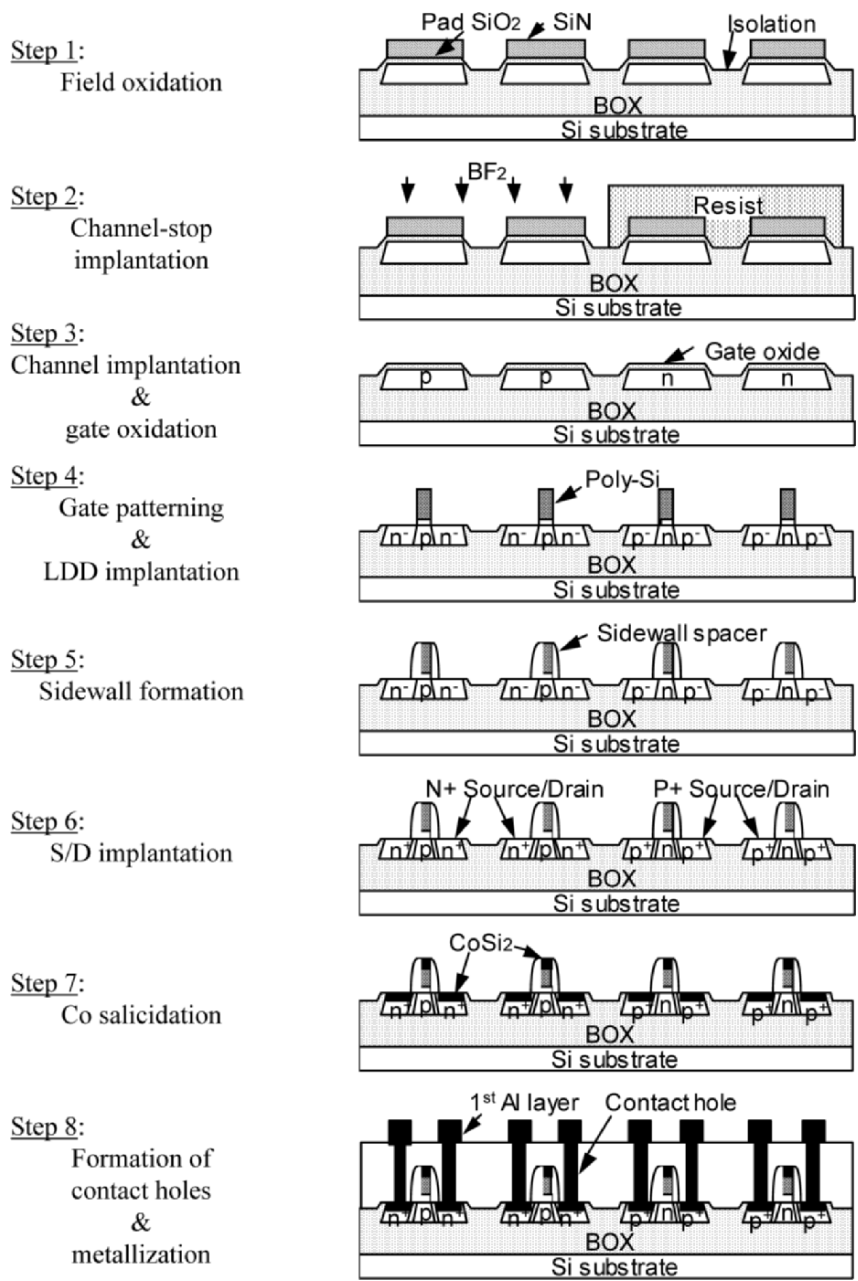 Step 1:
Field oxidation
Pad SiO₂ SiN Isolation
BOX
Si substrate
Step 2:
Channel-stop
implantation
BF₂
Resist
BOX
Si substrate
Step 3:
Channel implantation
&
gate oxidation
Gate oxide
p p n n
BOX
Si substrate
Step 4:
Gate patterning
&
LDD implantation
Poly-Si
n⁻ p n⁻ n⁻ p n⁻ p⁻ n p⁻ p⁻ n p⁻
BOX
Si substrate
Step 5:
Sidewall formation
Sidewall spacer
n⁻ p n⁻ n⁻ p n⁻ p⁻ n p⁻ p⁻ n p⁻
BOX
Si substrate
Step 6:
S/D implantation
N+ Source/Drain P+ Source/Drain
n⁺ p n⁺ n⁺ p n⁺ p⁺ n p⁺ p⁺ n p⁺
BOX
Si substrate
Step 7:
Co salicidation
CoSi₂
n⁺ p n⁺ n⁺ p n⁺ p⁺ n p⁺ p⁺ n p⁺
BOX
Si substrate
Step 8:
Formation of
contact holes
&
metallization
1ˢᵗ Al layer Contact hole
n⁺ p n⁺ n⁺ p n⁺ p⁺ n p⁺ p⁺ n p⁺
BOX
Si substrate